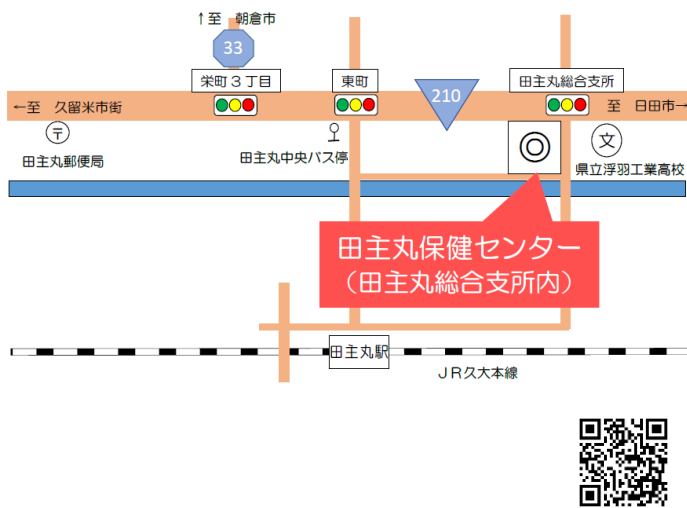 ↑至 朝倉市
33
栄町３丁目
東町
210
田主丸総合支所
←至 久留米市街
至 日田市→
〒
田主丸郵便局
田主丸中央バス停
文
県立浮羽工業高校
田主丸保健センター
（田主丸総合支所内）
田主丸駅
ＪＲ久大本線